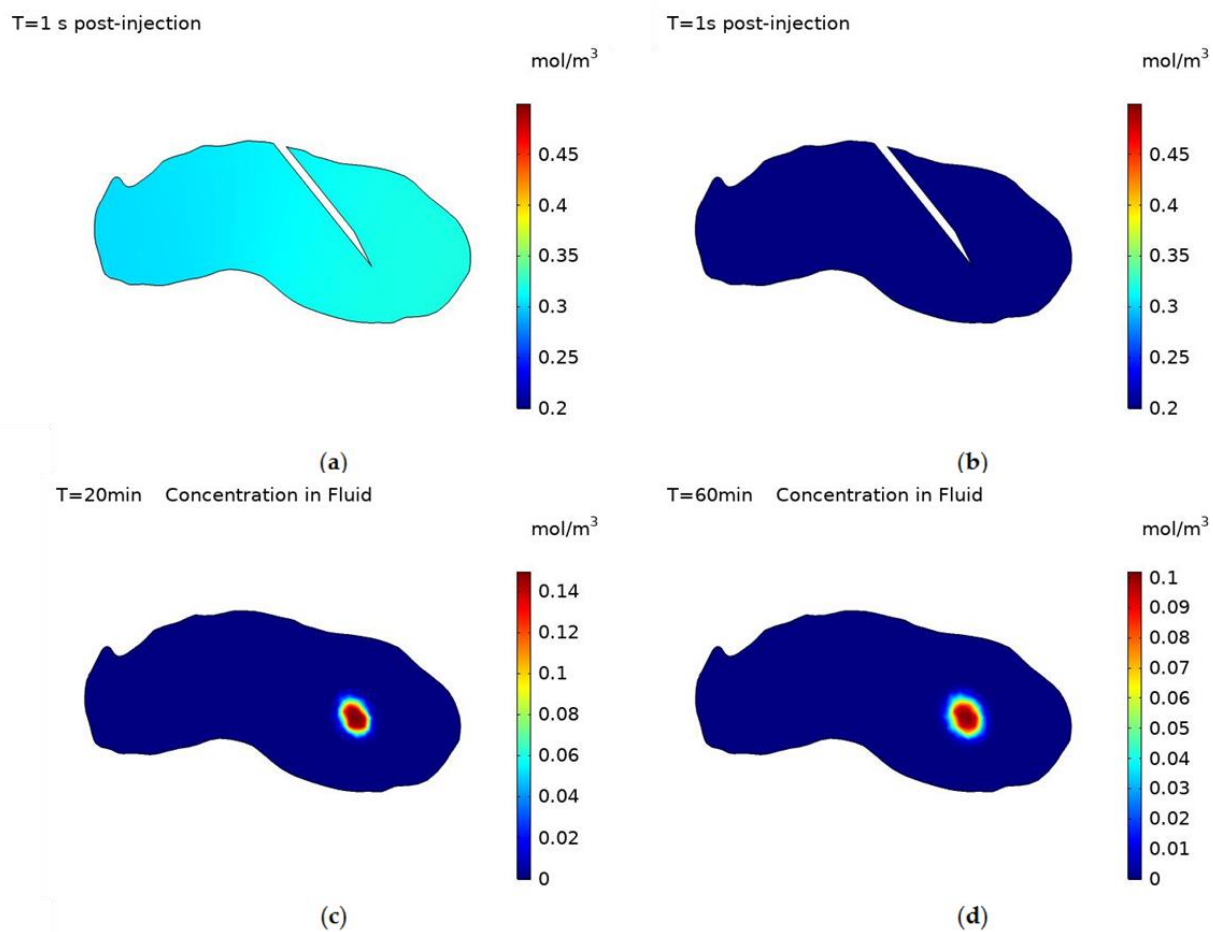 T=1 s post-injection
mol/m³
0.45
0.4
0.35
0.3
0.25
0.2
(a)
T=1s post-injection
mol/m³
0.45
0.4
0.35
0.3
0.25
0.2
(b)
T=20min Concentration in Fluid
mol/m³
0.14
0.12
0.1
0.08
0.06
0.04
0.02
0
(c)
T=60min Concentration in Fluid
mol/m³
0.1
0.09
0.08
0.07
0.06
0.05
0.04
0.03
0.02
0.01
0
(d)